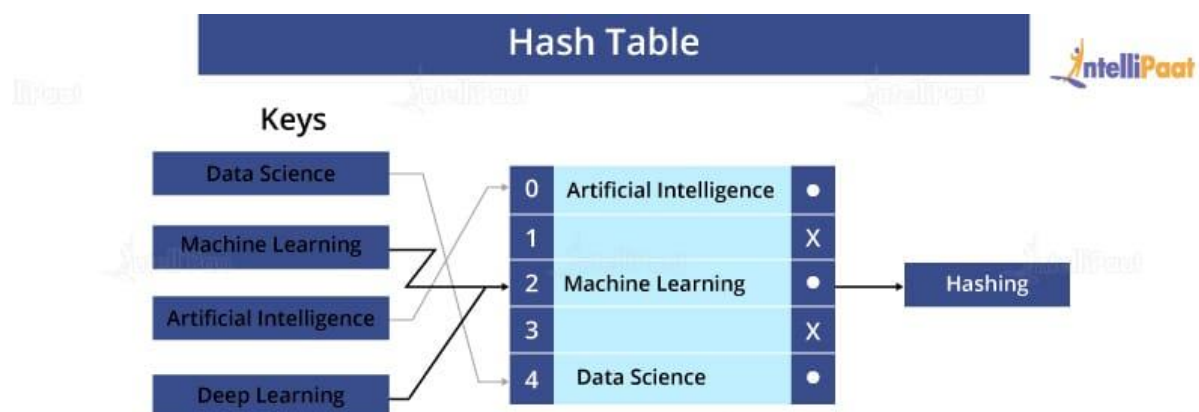 Hash Table
IntelliPaat
Keys
Data Science
Machine Learning
Artificial Intelligence
Deep Learning
0 Artificial Intelligence
1 X
2 Machine Learning
3 X
4 Data Science
Hashing